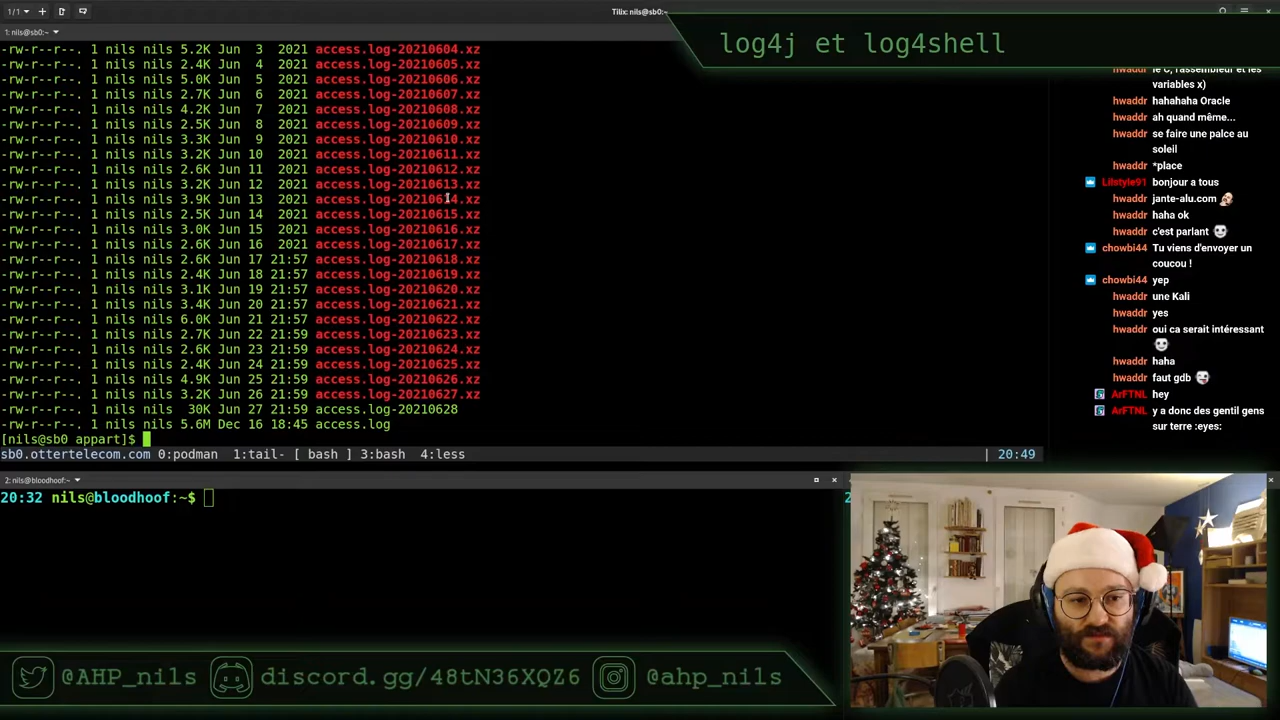 1/1
Tilix: nils@sb0:~
1: nils@sb0:~
log4j et log4shell
-rw-r--r--. 1 nils nils 5.2K Jun  3  2021 access.log-20210604.xz
-rw-r--r--. 1 nils nils 2.4K Jun  4  2021 access.log-20210605.xz
-rw-r--r--. 1 nils nils 5.0K Jun  5  2021 access.log-20210606.xz
-rw-r--r--. 1 nils nils 2.7K Jun  6  2021 access.log-20210607.xz
-rw-r--r--. 1 nils nils 4.2K Jun  7  2021 access.log-20210608.xz
-rw-r--r--. 1 nils nils 2.5K Jun  8  2021 access.log-20210609.xz
-rw-r--r--. 1 nils nils 3.3K Jun  9  2021 access.log-20210610.xz
-rw-r--r--. 1 nils nils 3.2K Jun 10  2021 access.log-20210611.xz
-rw-r--r--. 1 nils nils 2.6K Jun 11  2021 access.log-20210612.xz
-rw-r--r--. 1 nils nils 3.2K Jun 12  2021 access.log-20210613.xz
-rw-r--r--. 1 nils nils 3.9K Jun 13  2021 access.log-20210614.xz
-rw-r--r--. 1 nils nils 2.5K Jun 14  2021 access.log-20210615.xz
-rw-r--r--. 1 nils nils 3.0K Jun 15  2021 access.log-20210616.xz
-rw-r--r--. 1 nils nils 2.6K Jun 16  2021 access.log-20210617.xz
-rw-r--r--. 1 nils nils 2.6K Jun 17 21:57 access.log-20210618.xz
-rw-r--r--. 1 nils nils 2.4K Jun 18 21:57 access.log-20210619.xz
-rw-r--r--. 1 nils nils 3.1K Jun 19 21:57 access.log-20210620.xz
-rw-r--r--. 1 nils nils 3.4K Jun 20 21:57 access.log-20210621.xz
-rw-r--r--. 1 nils nils 6.0K Jun 21 21:57 access.log-20210622.xz
-rw-r--r--. 1 nils nils 2.7K Jun 22 21:59 access.log-20210623.xz
-rw-r--r--. 1 nils nils 2.6K Jun 23 21:59 access.log-20210624.xz
-rw-r--r--. 1 nils nils 2.4K Jun 24 21:59 access.log-20210625.xz
-rw-r--r--. 1 nils nils 4.9K Jun 25 21:59 access.log-20210626.xz
-rw-r--r--. 1 nils nils 3.2K Jun 26 21:59 access.log-20210627.xz
-rw-r--r--. 1 nils nils  30K Jun 27 21:59 access.log-20210628
-rw-r--r--. 1 nils nils 5.6M Dec 16 18:45 access.log
[nils@sb0 appart]$
sb0.ottertelecom.com 0:podman  1:tail- [ bash ] 3:bash  4:less | 20:49
hwaddr le C, l'assembleur et les
variables x)
hwaddr hahahaha Oracle
hwaddr ah quand même...
hwaddr se faire une palce au
soleil
hwaddr *place
Lilstyle91 bonjour a tous
hwaddr jante-alu.com
hwaddr haha ok
hwaddr c'est parlant
chowbi44 Tu viens d'envoyer un
coucou !
chowbi44 yep
hwaddr une Kali
hwaddr yes
hwaddr oui ca serait intéressant
hwaddr haha
hwaddr faut gdb
ArFTNL hey
ArFTNL y a donc des gentil gens
sur terre :eyes:
2: nils@bloodhoof:~
20:32 nils@bloodhoof:~$
2
@AHP_nils
discord.gg/48tN36XQZ6
@ahp_nils